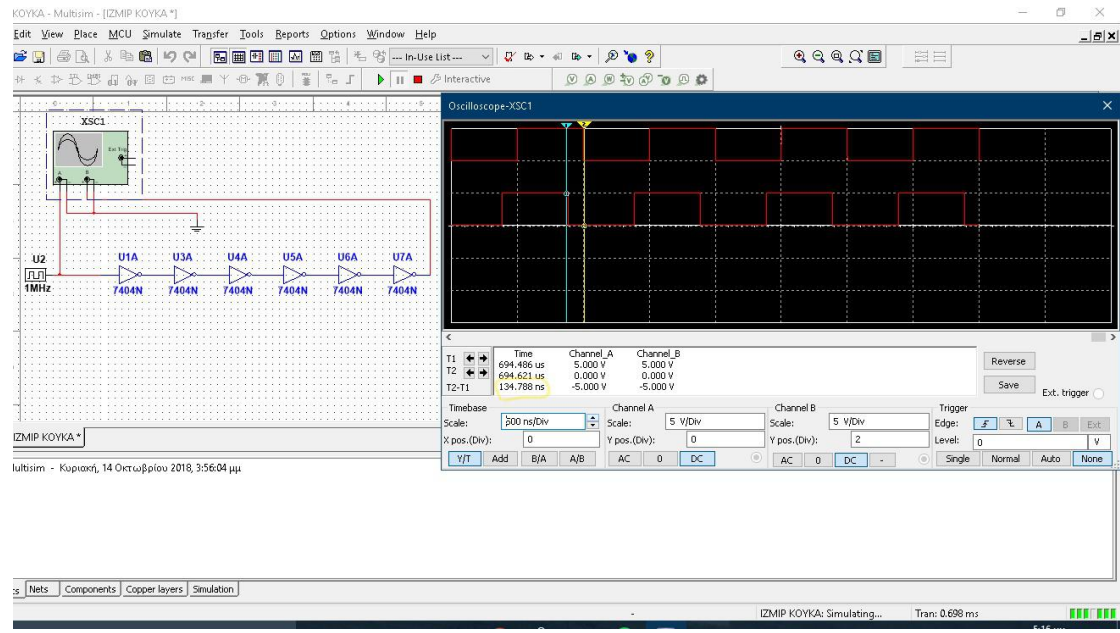 KOYKA - Multisim - [IZMIP KOYKA *]
Edit View Place MCU Simulate Transfer Tools Reports Options Window Help
--- In-Use List ---
Interactive
XSC1
Ext Trig
A B
U2
1MHz
U1A U3A U4A U5A U6A U7A
7404N 7404N 7404N 7404N 7404N 7404N
Oscilloscope-XSC1
1 2
Time Channel_A Channel_B
T1 694.486 us 5.000 V 5.000 V
T2 694.621 us 0.000 V 0.000 V
T2-T1 134.788 ns -5.000 V -5.000 V
Reverse
Save
Ext. trigger
Timebase Channel A Channel B Trigger
Scale: 500 ns/Div Scale: 5 V/Div Scale: 5 V/Div Edge: A B Ext
X pos.(Div): 0 Y pos.(Div): 0 Y pos.(Div): 2 Level: 0 V
Y/T Add B/A A/B AC 0 DC AC 0 DC - Single Normal Auto None
IZMIP KOYKA *
Multisim - Κυριακή, 14 Οκτωβρίου 2018, 3:56:04 μμ
Nets Components Copper layers Simulation
- IZMIP KOYKA: Simulating... Tran: 0.698 ms